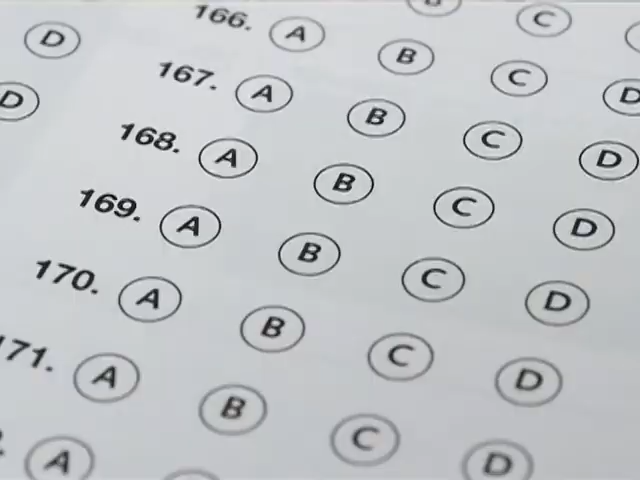 C
D 166. A B C D
D 167. A B C D
168. A B C D
169. A B C D
170. A B C D
171. A B C D
A